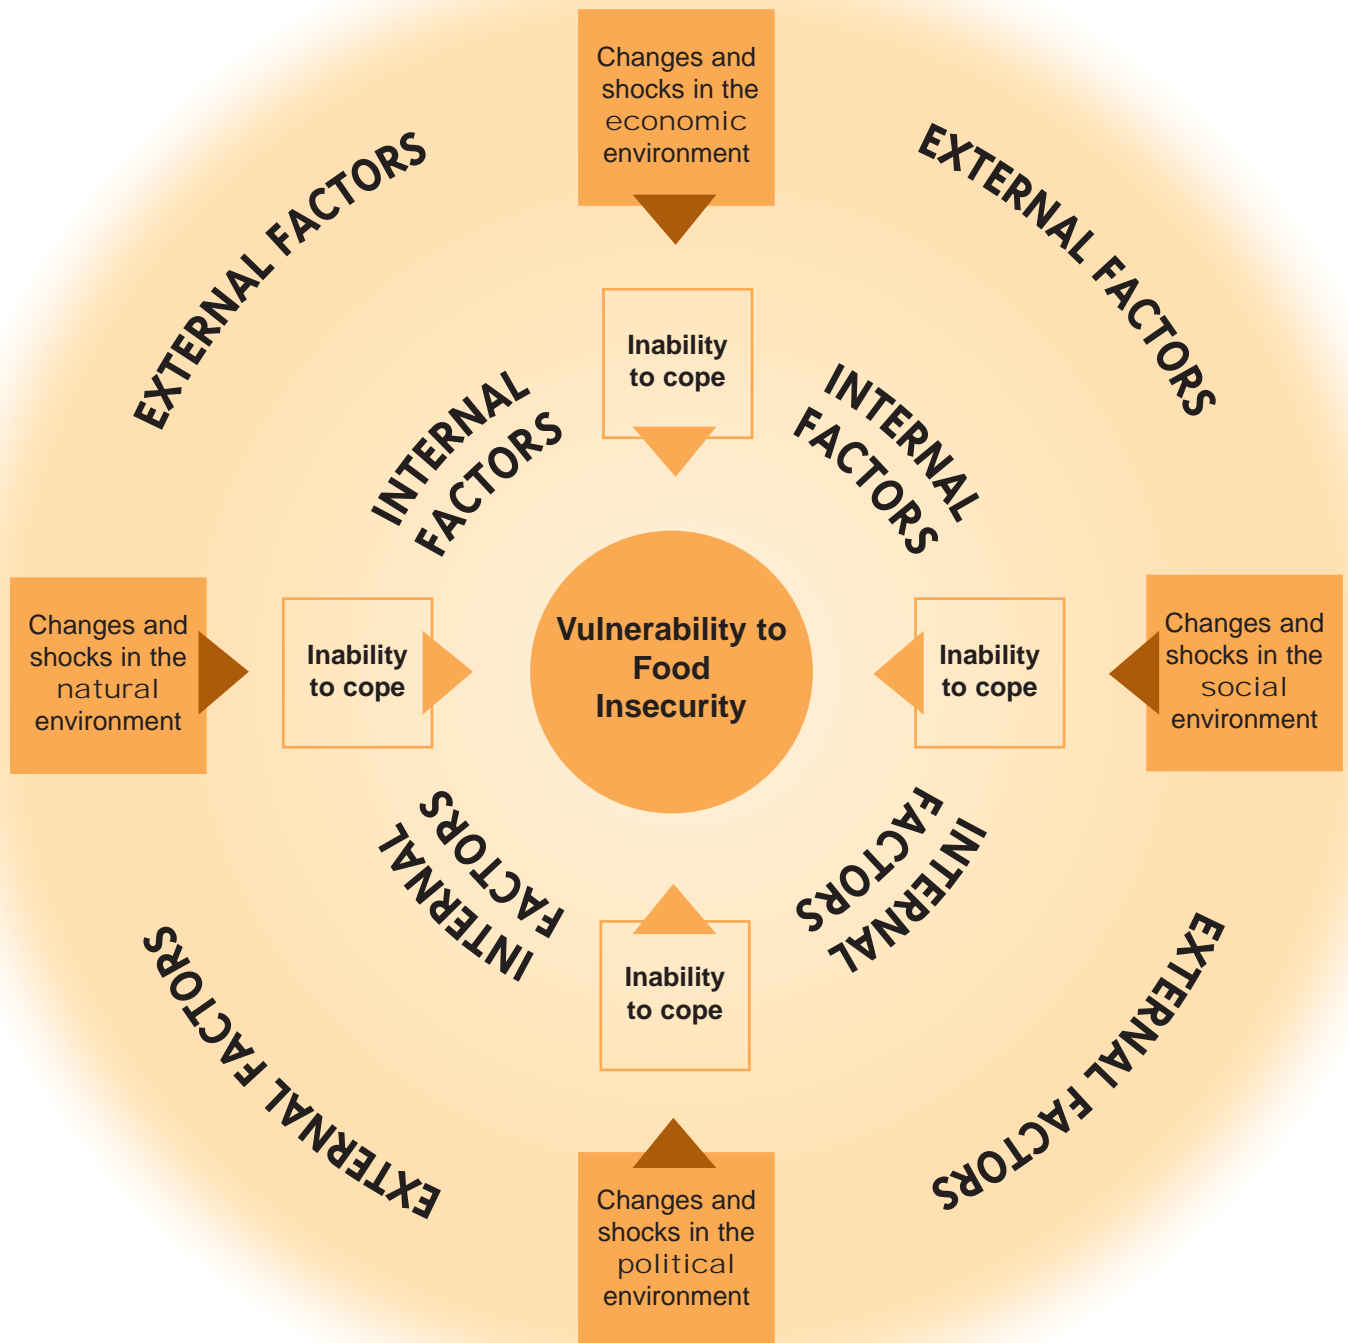 Changes and
shocks in the
economic
environment
EXTERNAL FACTORS
EXTERNAL FACTORS
Inability
to cope
INTERNAL
FACTORS
INTERNAL
FACTORS
Changes and
shocks in the
natural
environment
Inability
to cope
Vulnerability to
Food
Insecurity
Inability
to cope
Changes and
shocks in the
social
environment
INTERNAL
FACTORS
INTERNAL
FACTORS
Inability
to cope
EXTERNAL FACTORS
EXTERNAL FACTORS
Changes and
shocks in the
political
environment